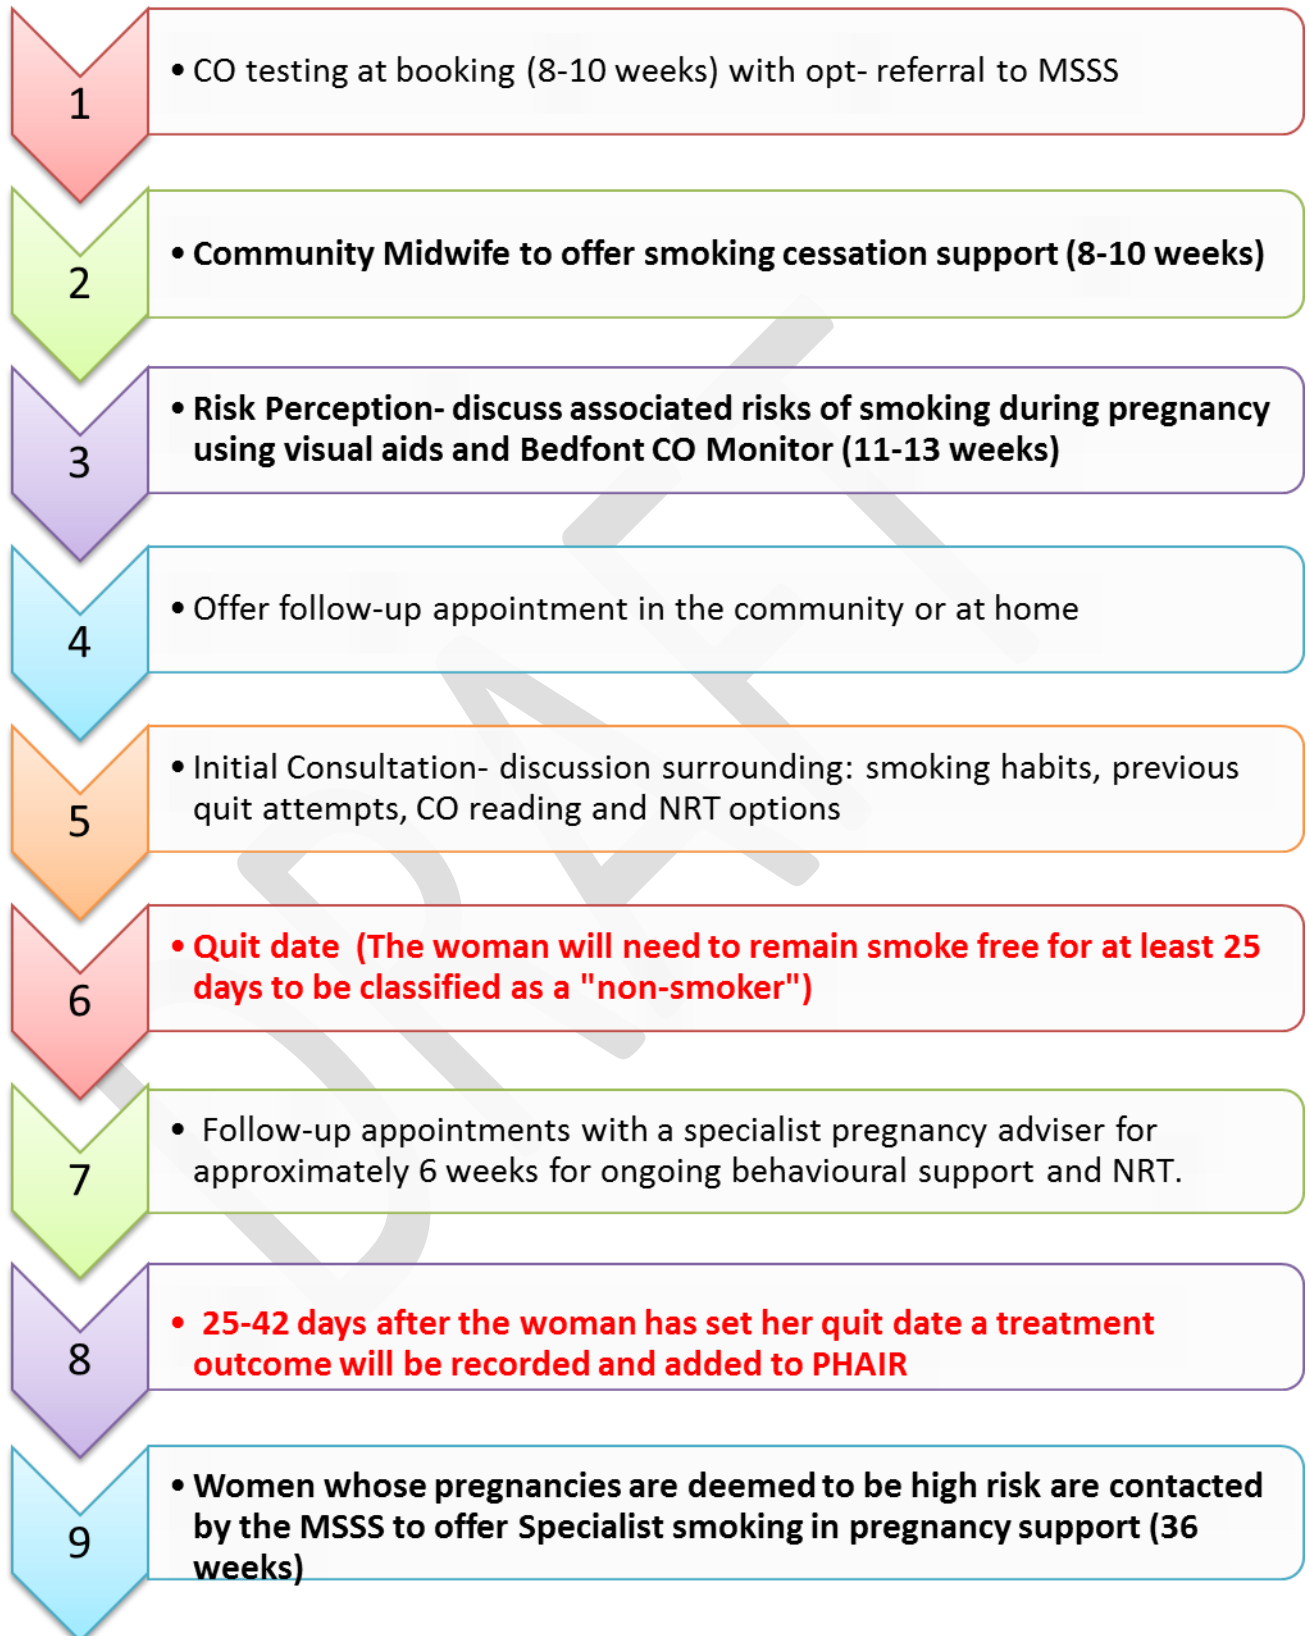 1
• CO testing at booking (8-10 weeks) with opt- referral to MSSS
2
• Community Midwife to offer smoking cessation support (8-10 weeks)
3
• Risk Perception- discuss associated risks of smoking during pregnancy
using visual aids and Bedfont CO Monitor (11-13 weeks)
4
• Offer follow-up appointment in the community or at home
5
• Initial Consultation- discussion surrounding: smoking habits, previous
quit attempts, CO reading and NRT options
6
• Quit date (The woman will need to remain smoke free for at least 25
days to be classified as a "non-smoker")
7
• Follow-up appointments with a specialist pregnancy adviser for
approximately 6 weeks for ongoing behavioural support and NRT.
8
• 25-42 days after the woman has set her quit date a treatment
outcome will be recorded and added to PHAIR
9
• Women whose pregnancies are deemed to be high risk are contacted
by the MSSS to offer Specialist smoking in pregnancy support (36
weeks)
DRAFT